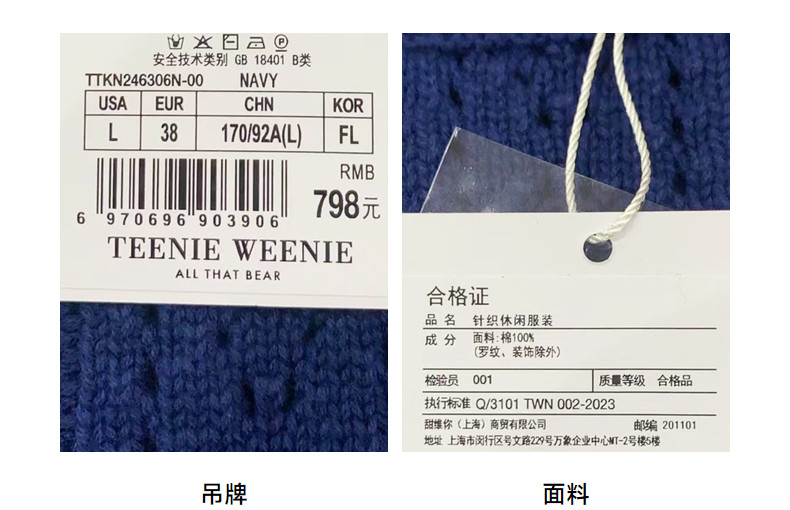 安全技术类别 GB 18401 B类
TTKN246306N-00 NAVY
USA EUR CHN KOR
L 38 170/92A(L) FL
RMB
798元
6 970696 903906
TEENIE WEENIE
ALL THAT BEAR
合格证
品名 针织休闲服装
成分 面料:棉100%
(罗纹、装饰除外)
检验员 001 质量等级 合格品
执行标准 Q/3101 TWN 002-2023
甜维你（上海）商贸有限公司 邮编 201101
地址 上海市闵行区号文路229号万象企业中心MT-2号楼5楼
吊牌
面料